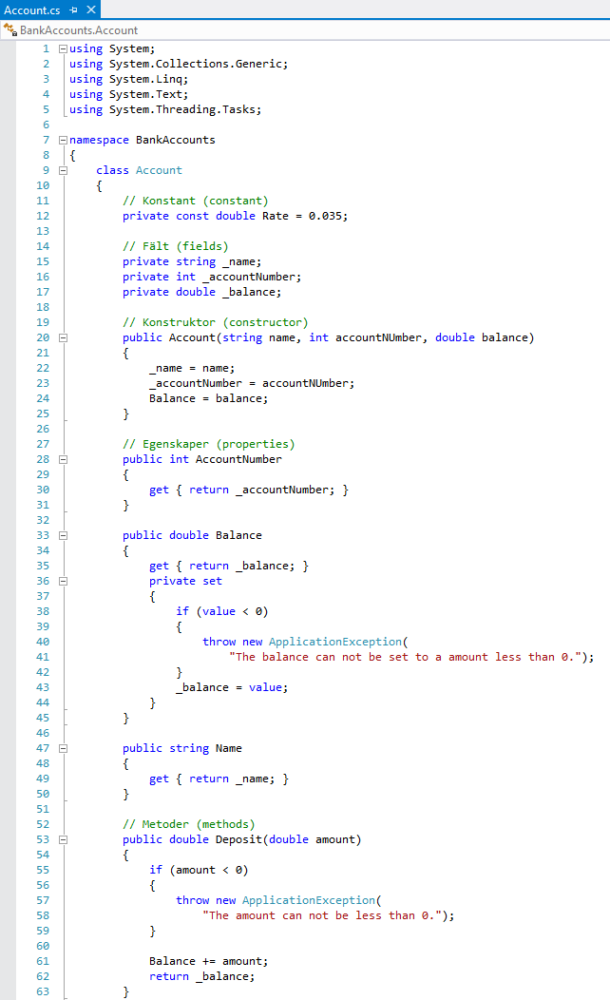 Account.cs
BankAccounts.Account
1 using System;
2 using System.Collections.Generic;
3 using System.Linq;
4 using System.Text;
5 using System.Threading.Tasks;
6
7 namespace BankAccounts
8 {
9     class Account
10     {
11         // Konstant (constant)
12         private const double Rate = 0.035;
13
14         // Fält (fields)
15         private string _name;
16         private int _accountNumber;
17         private double _balance;
18
19         // Konstruktor (constructor)
20         public Account(string name, int accountNUmber, double balance)
21         {
22             _name = name;
23             _accountNumber = accountNUmber;
24             Balance = balance;
25         }
26
27         // Egenskaper (properties)
28         public int AccountNumber
29         {
30             get { return _accountNumber; }
31         }
32
33         public double Balance
34         {
35             get { return _balance; }
36             private set
37             {
38                 if (value < 0)
39                 {
40                     throw new ApplicationException(
41                         "The balance can not be set to a amount less than 0.");
42                 }
43                 _balance = value;
44             }
45         }
46
47         public string Name
48         {
49             get { return _name; }
50         }
51
52         // Metoder (methods)
53         public double Deposit(double amount)
54         {
55             if (amount < 0)
56             {
57                 throw new ApplicationException(
58                     "The amount can not be less than 0.");
59             }
60
61             Balance += amount;
62             return _balance;
63         }